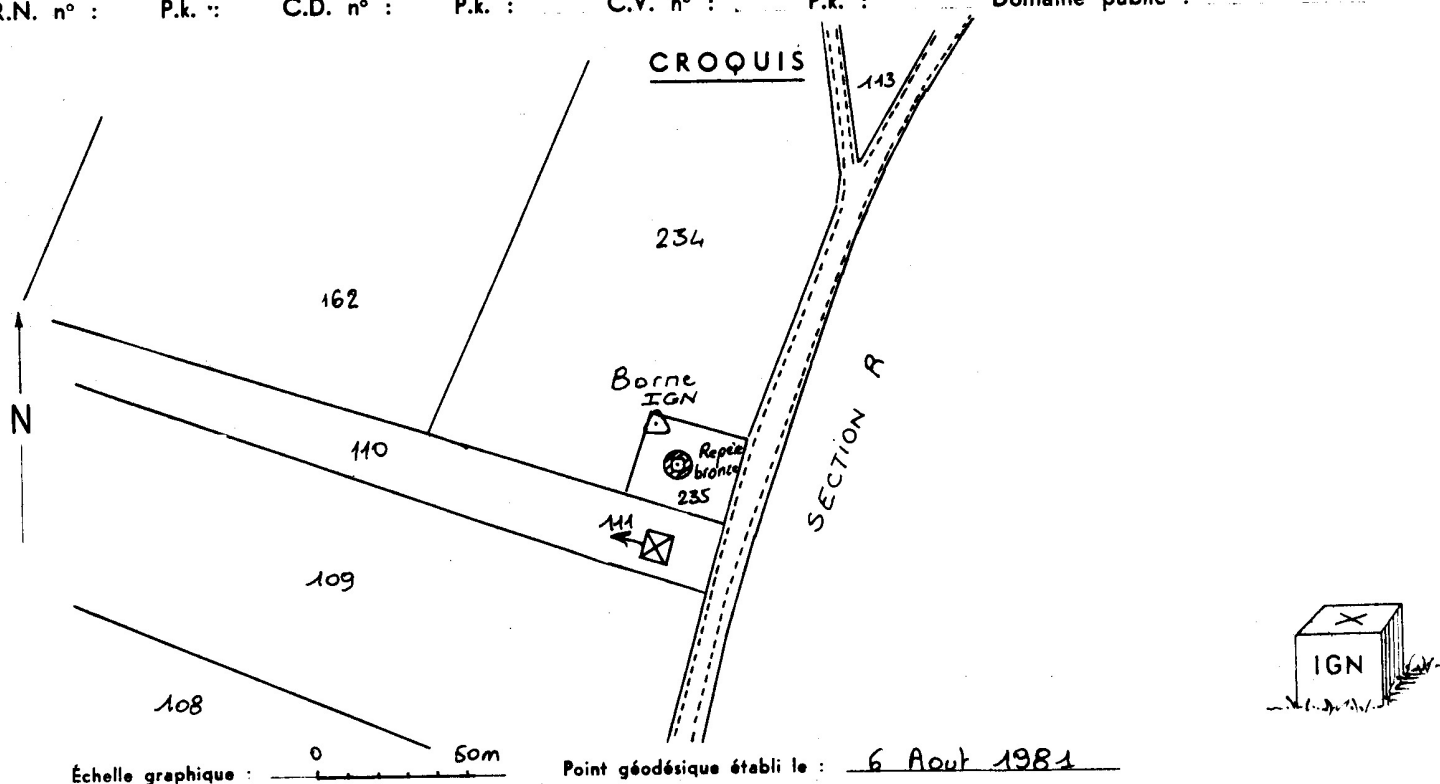 R.N. n° : P.k. : C.D. n° : P.k. : C.V. n° : P.k. : Domaine public :
CROQUIS
113
234
162
Borne
IGN
N
110
Repère
bronze
235
SECTION R
111
109
IGN
108
0 50m
Échelle graphique : Point géodésique établi le : 6 Aout 1981